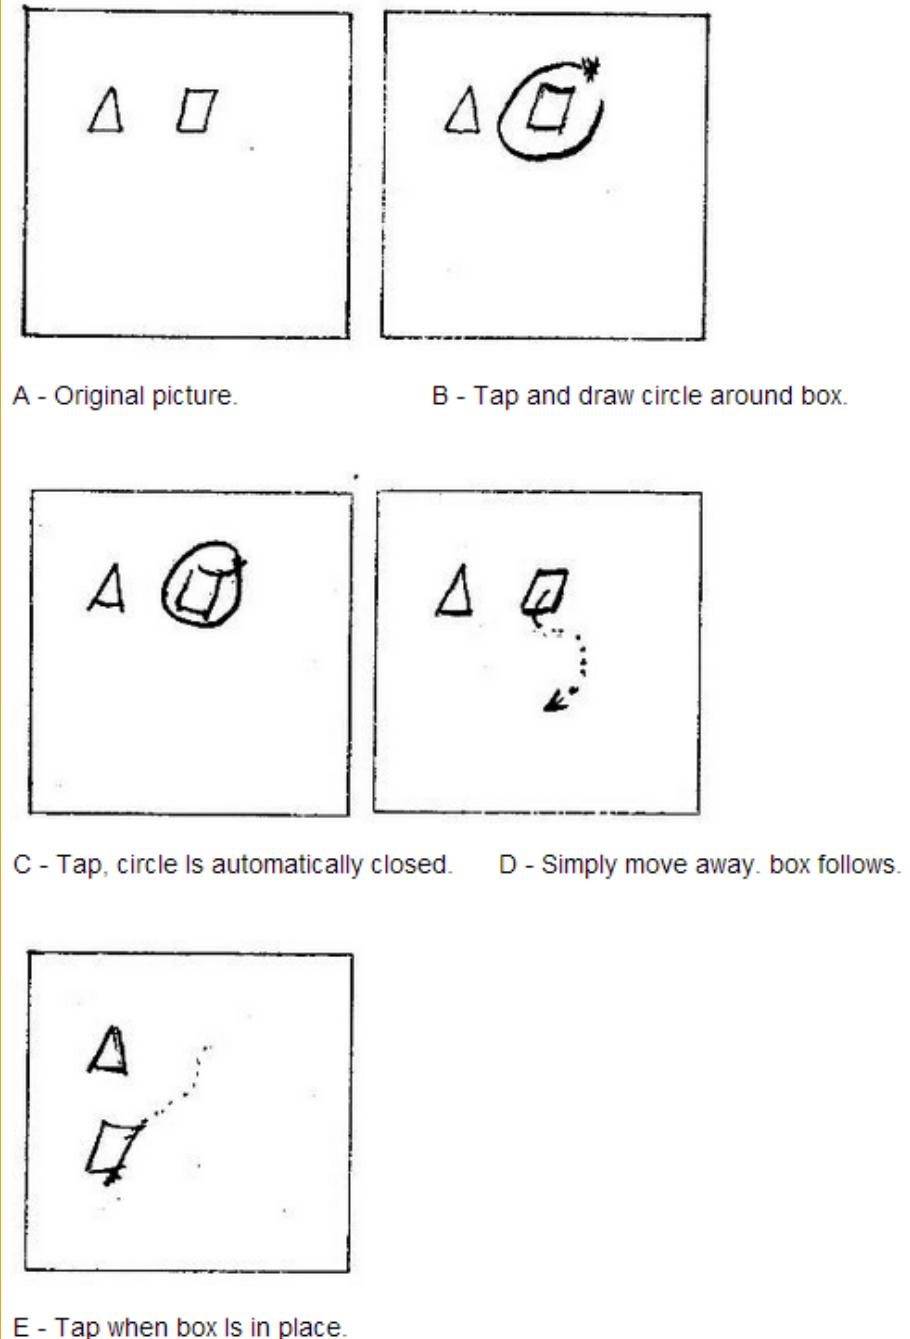 A - Original picture.
B - Tap and draw circle around box.
C - Tap, circle Is automatically closed.
D - Simply move away. box follows.
E - Tap when box Is in place.